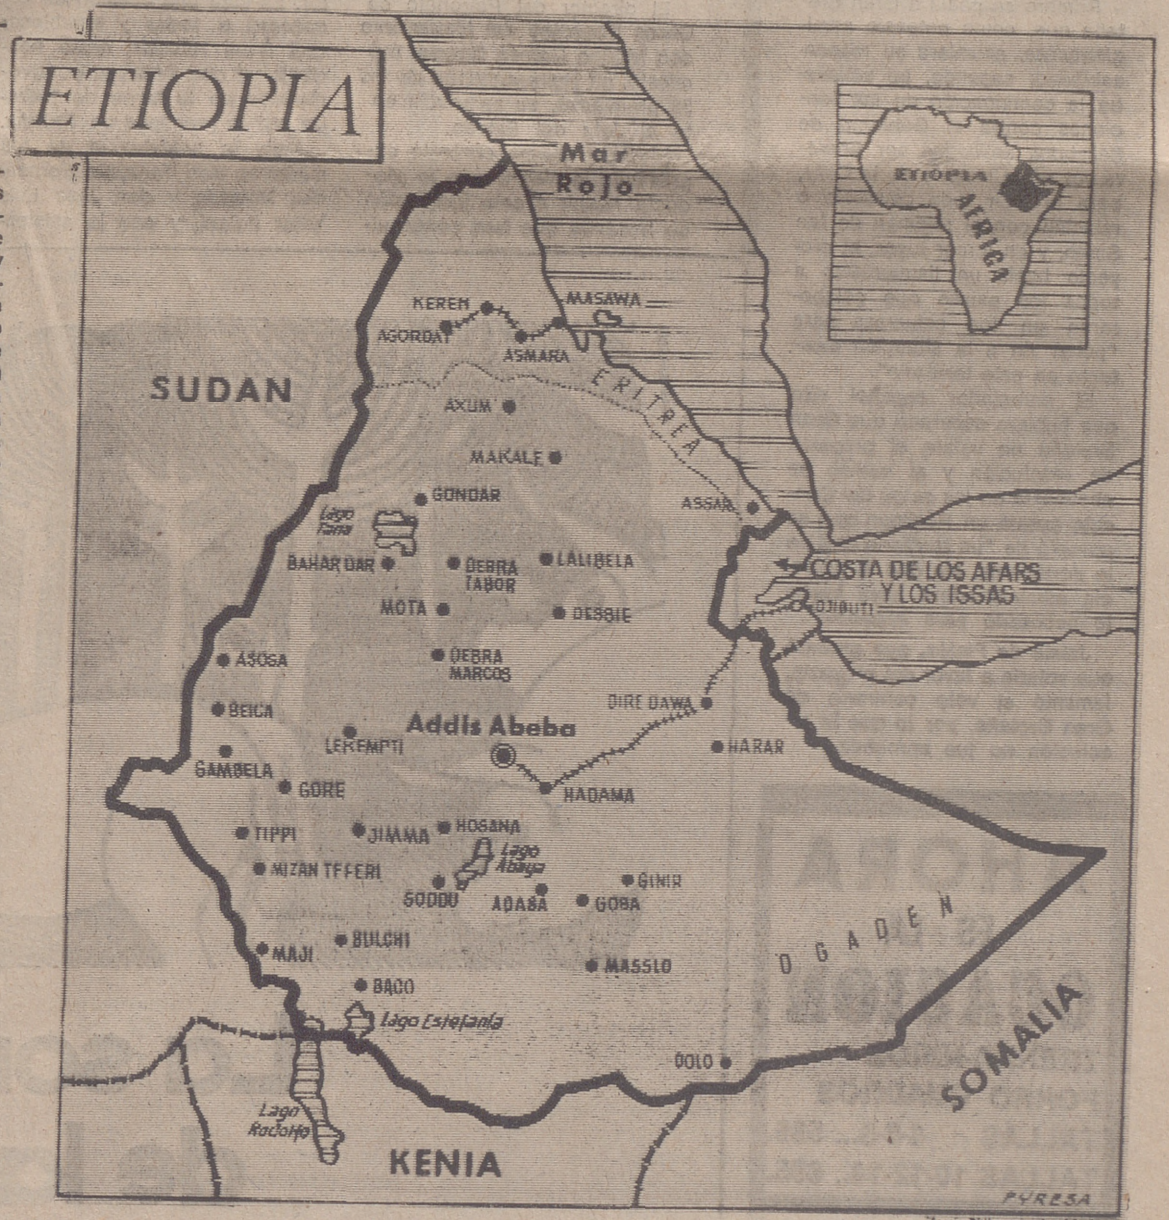 ETIOPIA
Mar
Rojo
ETIOPIA
AFRICA
KEREN
MASAWA
AGORDAT
ASMARA
SUDAN
ERITREA
AXUM
MAKALE
GONDAR
ASSAB
Lago
Tana
BAHAR DAR
DEBRA
TABOR
LALIBELA
COSTA DE LOS AFARS
Y LOS ISSAS
DJIBUTI
MOTA
DESSIE
ASOSA
DEBRA
MARCOS
BEICA
DIRE DAWA
Addis Abeba
LEKEMPTI
HARAR
GAMBELA
GORE
HADAMA
TIPPI
JIMMA
HOSANA
Lago
Abaya
MIZAN TEFERI
GINIR
SODDU
ADABA
GOBA
OGADEN
BULCHI
MAJI
MASSLO
BACO
Lago Estefanía
DOLO
SOMALIA
Lago
Rodolfo
KENIA
PYRESA